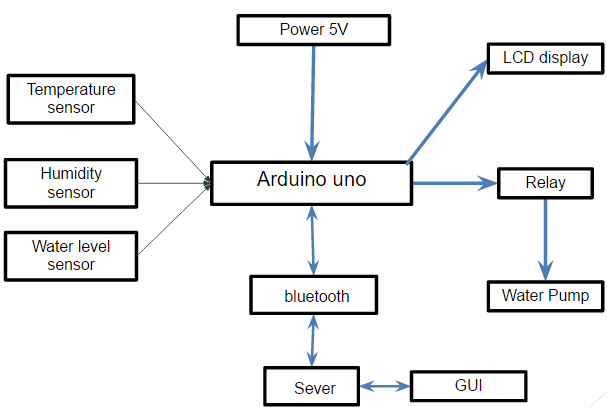 Power 5V
LCD display
Temperature
sensor
Humidity
sensor
Arduino uno
Relay
Water level
sensor
bluetooth
Water Pump
Sever
GUI